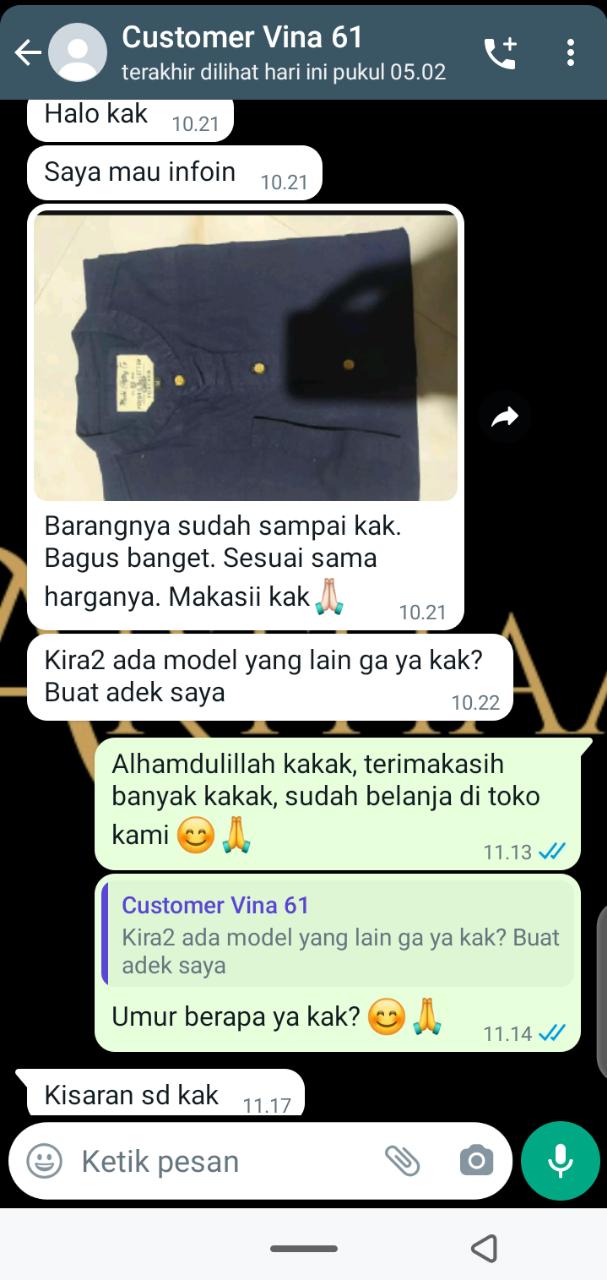 Customer Vina 61
terakhir dilihat hari ini pukul 05.02
Halo kak 10.21
Saya mau infoin 10.21
Barangnya sudah sampai kak.
Bagus banget. Sesuai sama
harganya. Makasii kak🙏🏻 10.21
Kira2 ada model yang lain ga ya kak?
Buat adek saya 10.22
Alhamdulillah kakak, terimakasih
banyak kakak, sudah belanja di toko
kami 😊🙏 11.13
Customer Vina 61
Kira2 ada model yang lain ga ya kak? Buat
adek saya
Umur berapa ya kak? 😊🙏 11.14
Kisaran sd kak 11.17
Ketik pesan